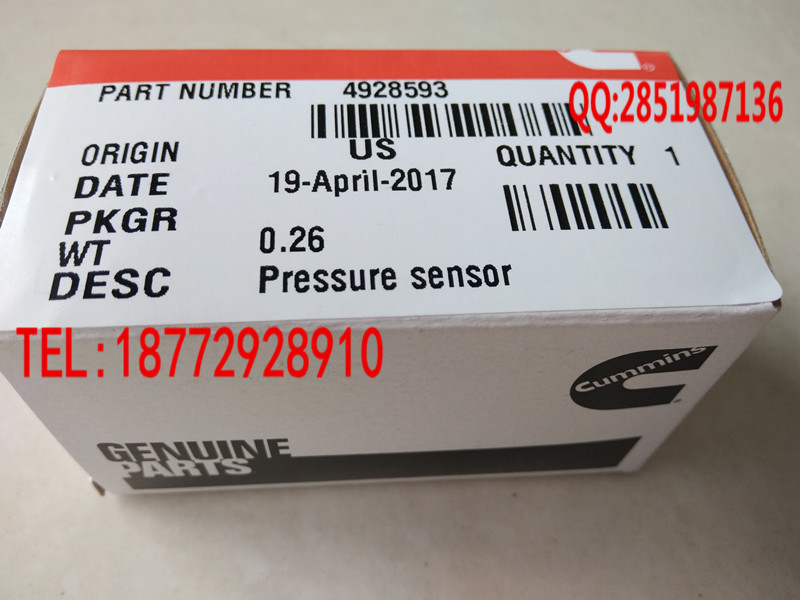 PART NUMBER 4928593
QQ:2851987136
ORIGIN US QUANTITY 1
DATE 19-April-2017
PKGR
WT 0.26
DESC Pressure sensor
TEL:18772928910
Cummins
GENUINE
PARTS